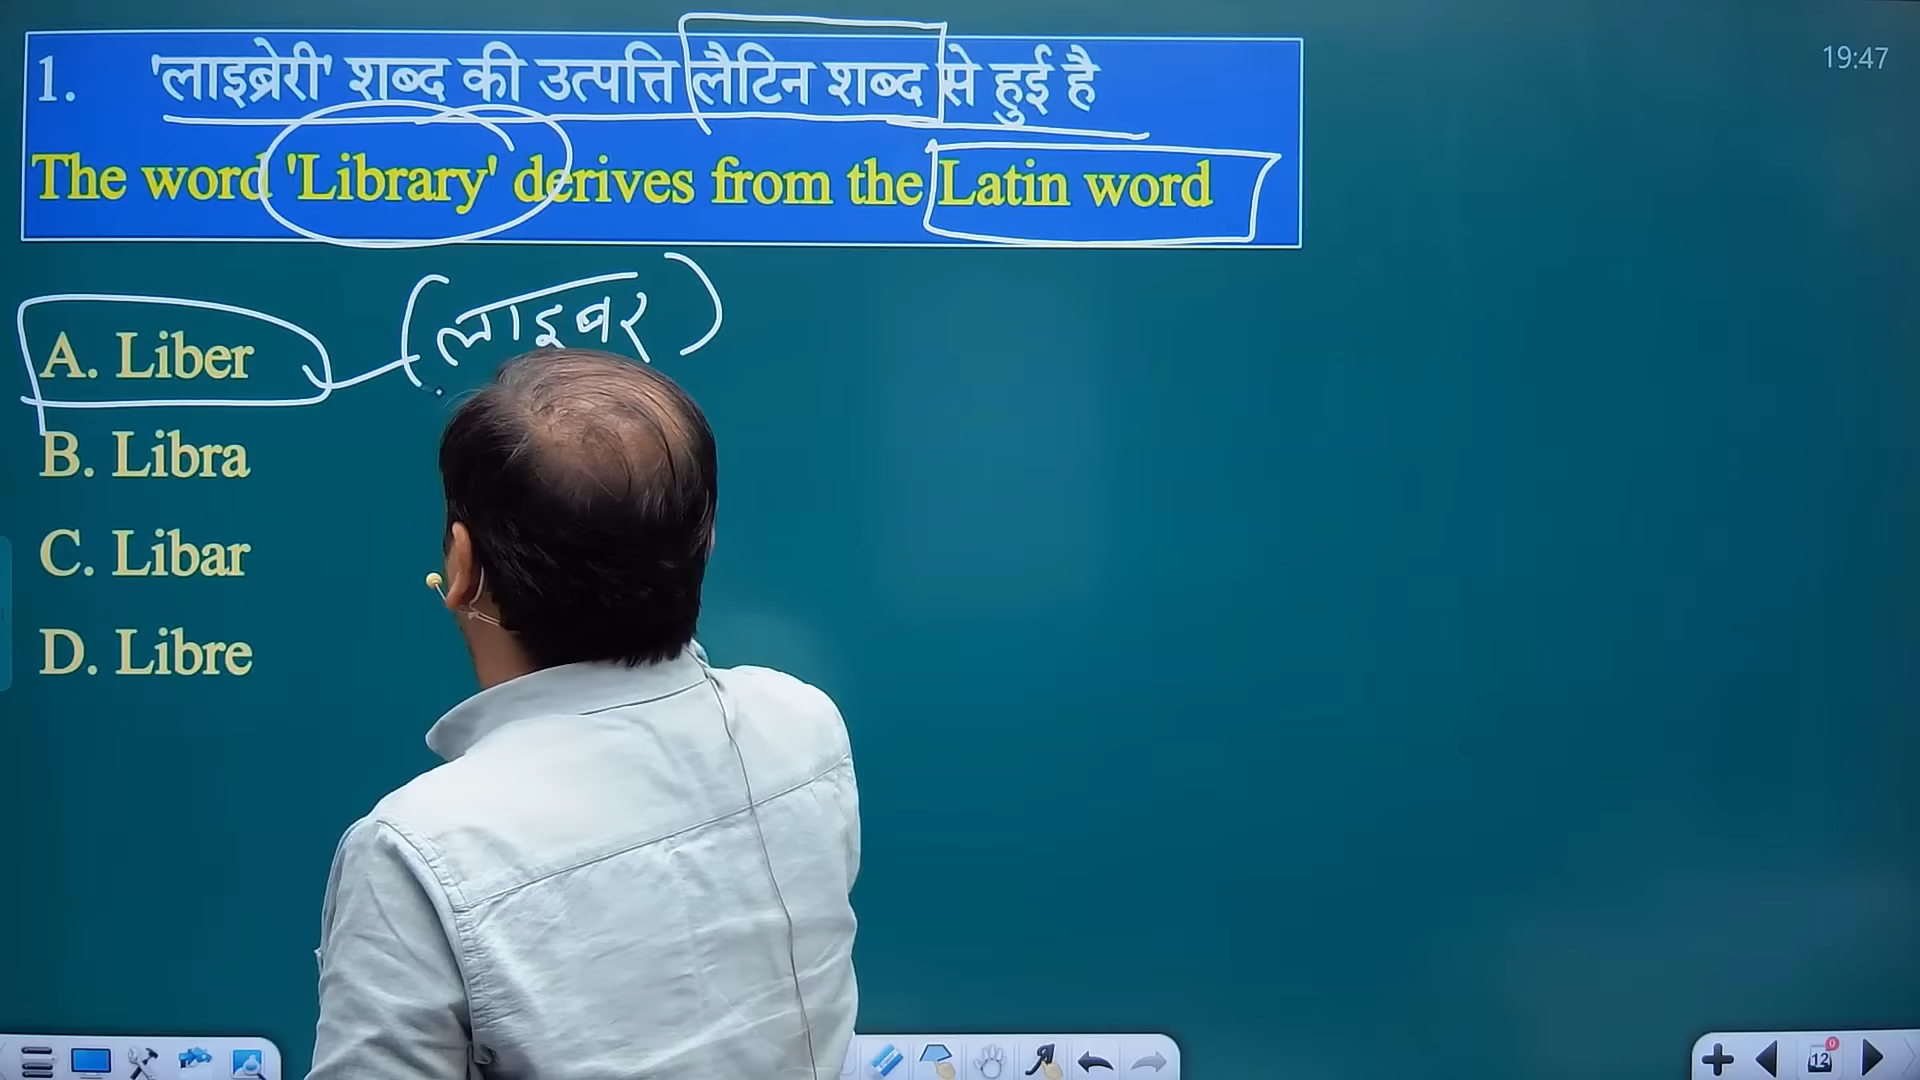 19:47
1. 'लाइब्रेरी' शब्द की उत्पत्ति लैटिन शब्द से हुई है
The word 'Library' derives from the Latin word
A. Liber
(लाइबर)
B. Libra
C. Libar
D. Libre
12
0